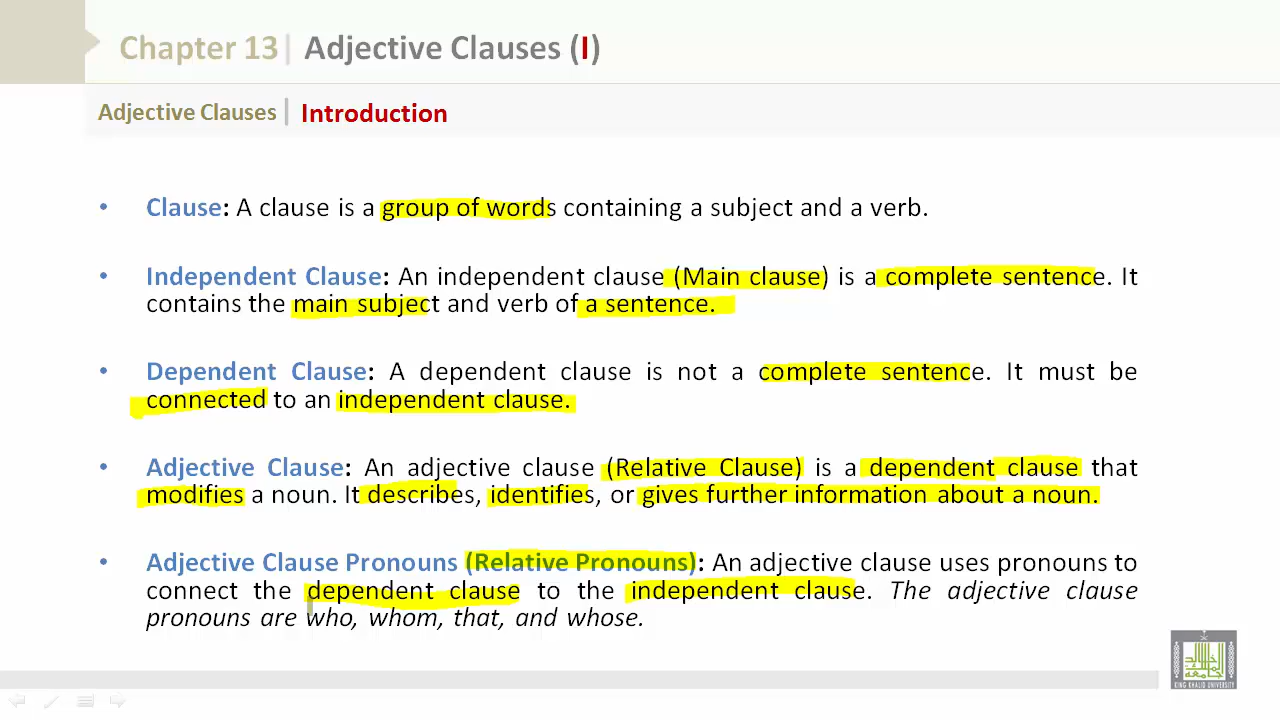 Chapter 13| Adjective Clauses (I)
Adjective Clauses | Introduction
• Clause: A clause is a group of words containing a subject and a verb.
• Independent Clause: An independent clause (Main clause) is a complete sentence. It
contains the main subject and verb of a sentence.
• Dependent Clause: A dependent clause is not a complete sentence. It must be
connected to an independent clause.
• Adjective Clause: An adjective clause (Relative Clause) is a dependent clause that
modifies a noun. It describes, identifies, or gives further information about a noun.
• Adjective Clause Pronouns (Relative Pronouns): An adjective clause uses pronouns to
connect the dependent clause to the independent clause. The adjective clause
pronouns are who, whom, that, and whose.
KING KHALID UNIVERSITY